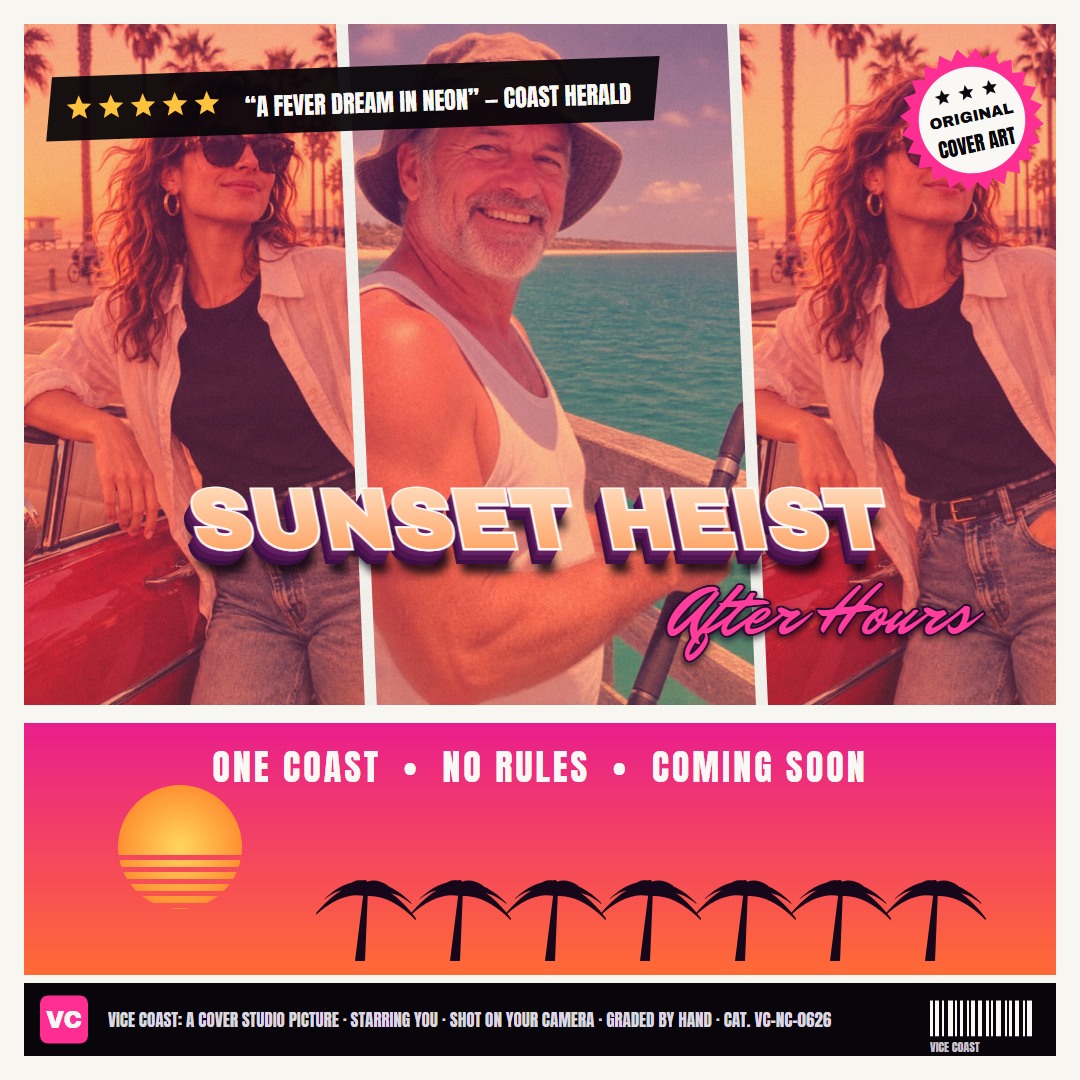 “A FEVER DREAM IN NEON” – COAST HERALD
ORIGINAL
COVER ART
SUNSET HEIST
After Hours
ONE COAST • NO RULES • COMING SOON
VC
VICE COAST: A COVER STUDIO PICTURE · STARRING YOU · SHOT ON YOUR CAMERA · GRADED BY HAND · CAT. VC-NC-0626
VICE COAST